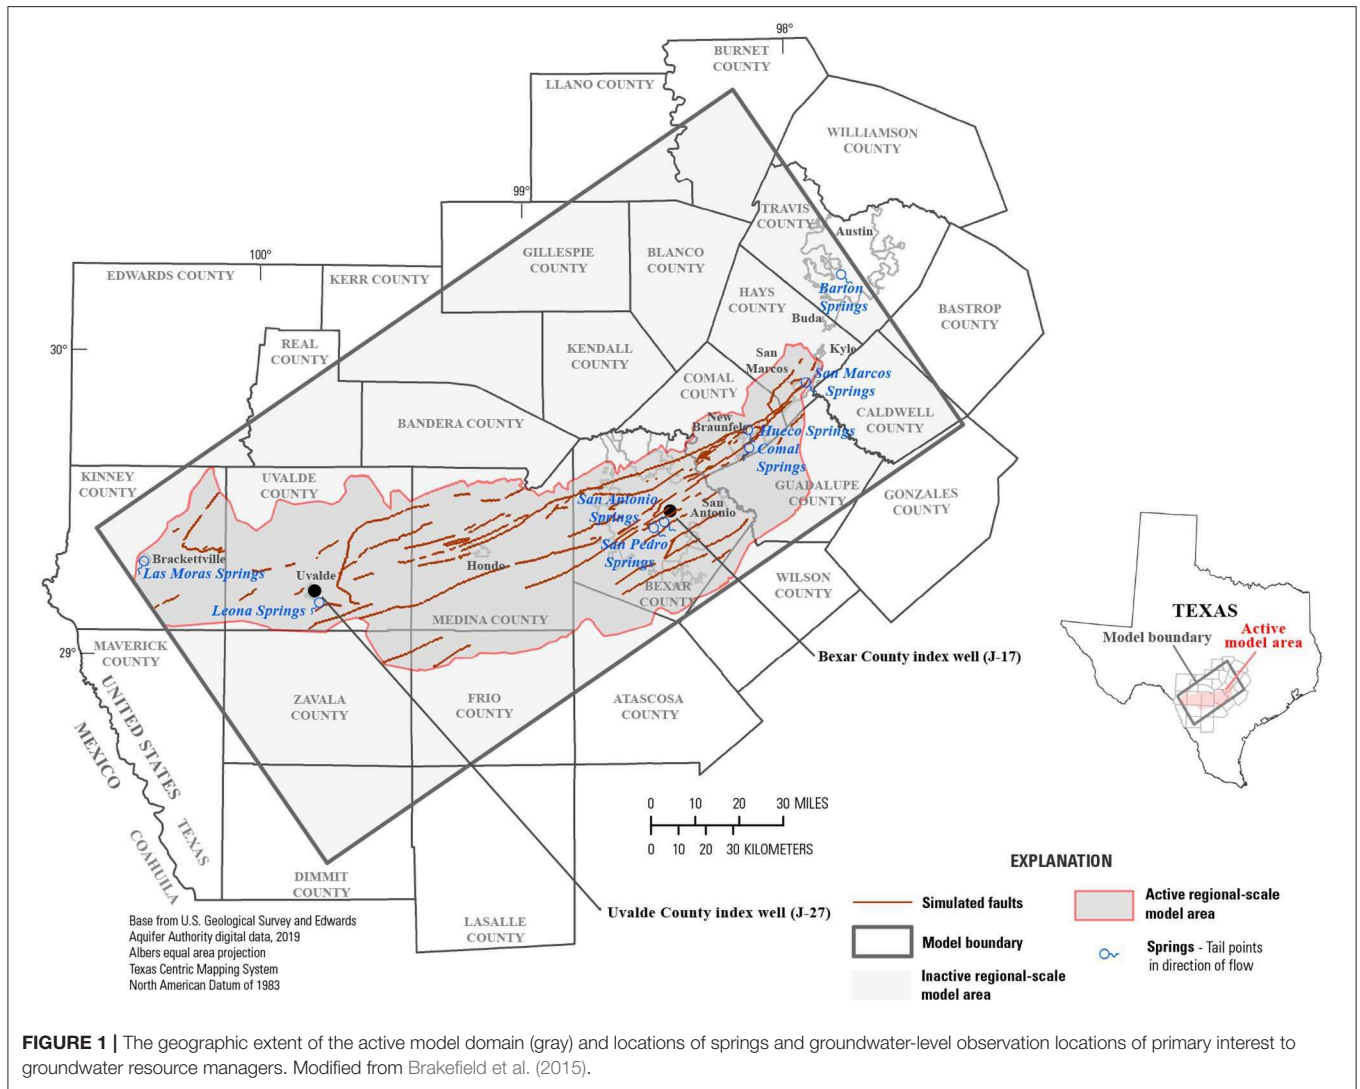 98°
BURNET
COUNTY
LLANO COUNTY
WILLIAMSON
COUNTY
99°
TRAVIS
COUNTY
Austin
GILLESPIE
COUNTY
BLANCO
COUNTY
100°
EDWARDS COUNTY
KERR COUNTY
Barton
Springs
HAYS
COUNTY
Buda
BASTROP
COUNTY
30°
REAL
COUNTY
KENDALL
COUNTY
San
Marcos
Kyle
San Marcos
Springs
COMAL
COUNTY
CALDWELL
COUNTY
BANDERA COUNTY
New
Braunfels
Hueco Springs
Comal
Springs
KINNEY
COUNTY
UVALDE
COUNTY
GUADALUPE
COUNTY
GONZALES
COUNTY
San Antonio
Springs
San
Antonio
San Pedro
Springs
Brackettville
Las Moras Springs
Hondo
Uvalde
Leona Springs
BEXAR
COUNTY
WILSON
COUNTY
MEDINA COUNTY
MAVERICK
COUNTY
29°
Bexar County index well (J-17)
TEXAS
Model boundary
Active
model area
UNITED STATES
MEXICO
TEXAS
COAHUILA
ZAVALA
COUNTY
FRIO
COUNTY
ATASCOSA
COUNTY
0 10 20 30 MILES
0 10 20 30 KILOMETERS
DIMMIT
COUNTY
LASALLE
COUNTY
Uvalde County index well (J-27)
Base from U.S. Geological Survey and Edwards
Aquifer Authority digital data, 2019
Albers equal area projection
Texas Centric Mapping System
North American Datum of 1983
EXPLANATION
Simulated faults
Model boundary
Inactive regional-scale
model area
Active regional-scale
model area
Springs - Tail points
in direction of flow
FIGURE 1 | The geographic extent of the active model domain (gray) and locations of springs and groundwater-level observation locations of primary interest to
groundwater resource managers. Modified from Brakefield et al. (2015).